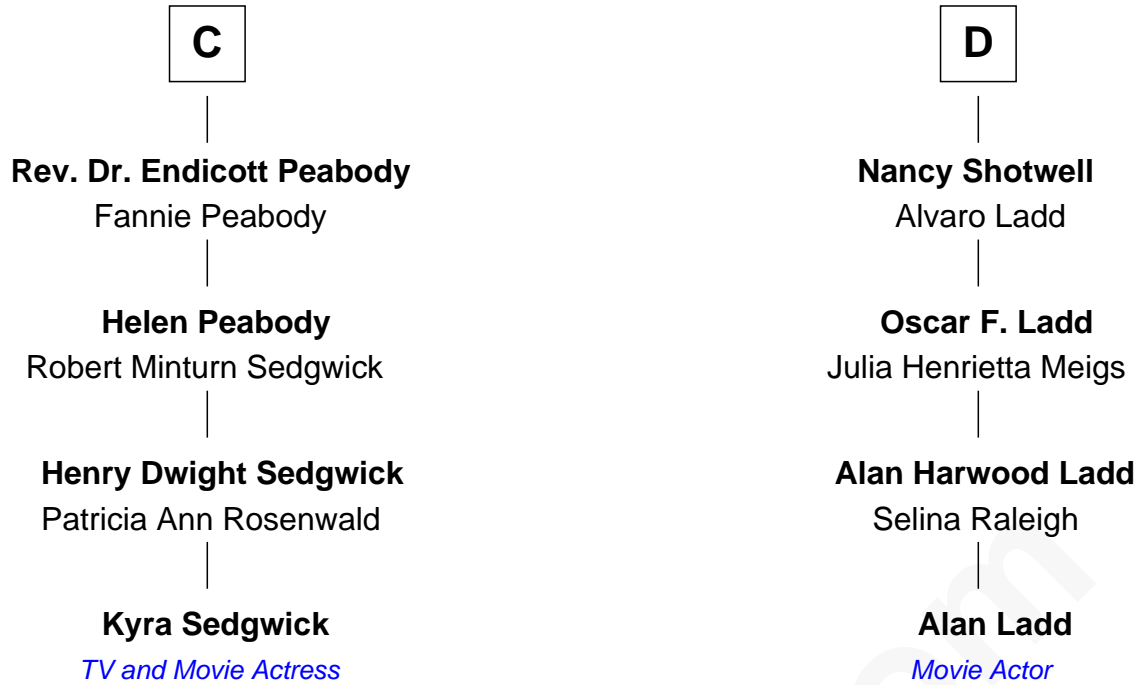 C
Rev. Dr. Endicott Peabody
Fannie Peabody
Helen Peabody
Robert Minturn Sedgwick
Henry Dwight Sedgwick
Patricia Ann Rosenwald
Kyra Sedgwick
TV and Movie Actress
D
Nancy Shotwell
Alvaro Ladd
Oscar F. Ladd
Julia Henrietta Meigs
Alan Harwood Ladd
Selina Raleigh
Alan Ladd
Movie Actor
om